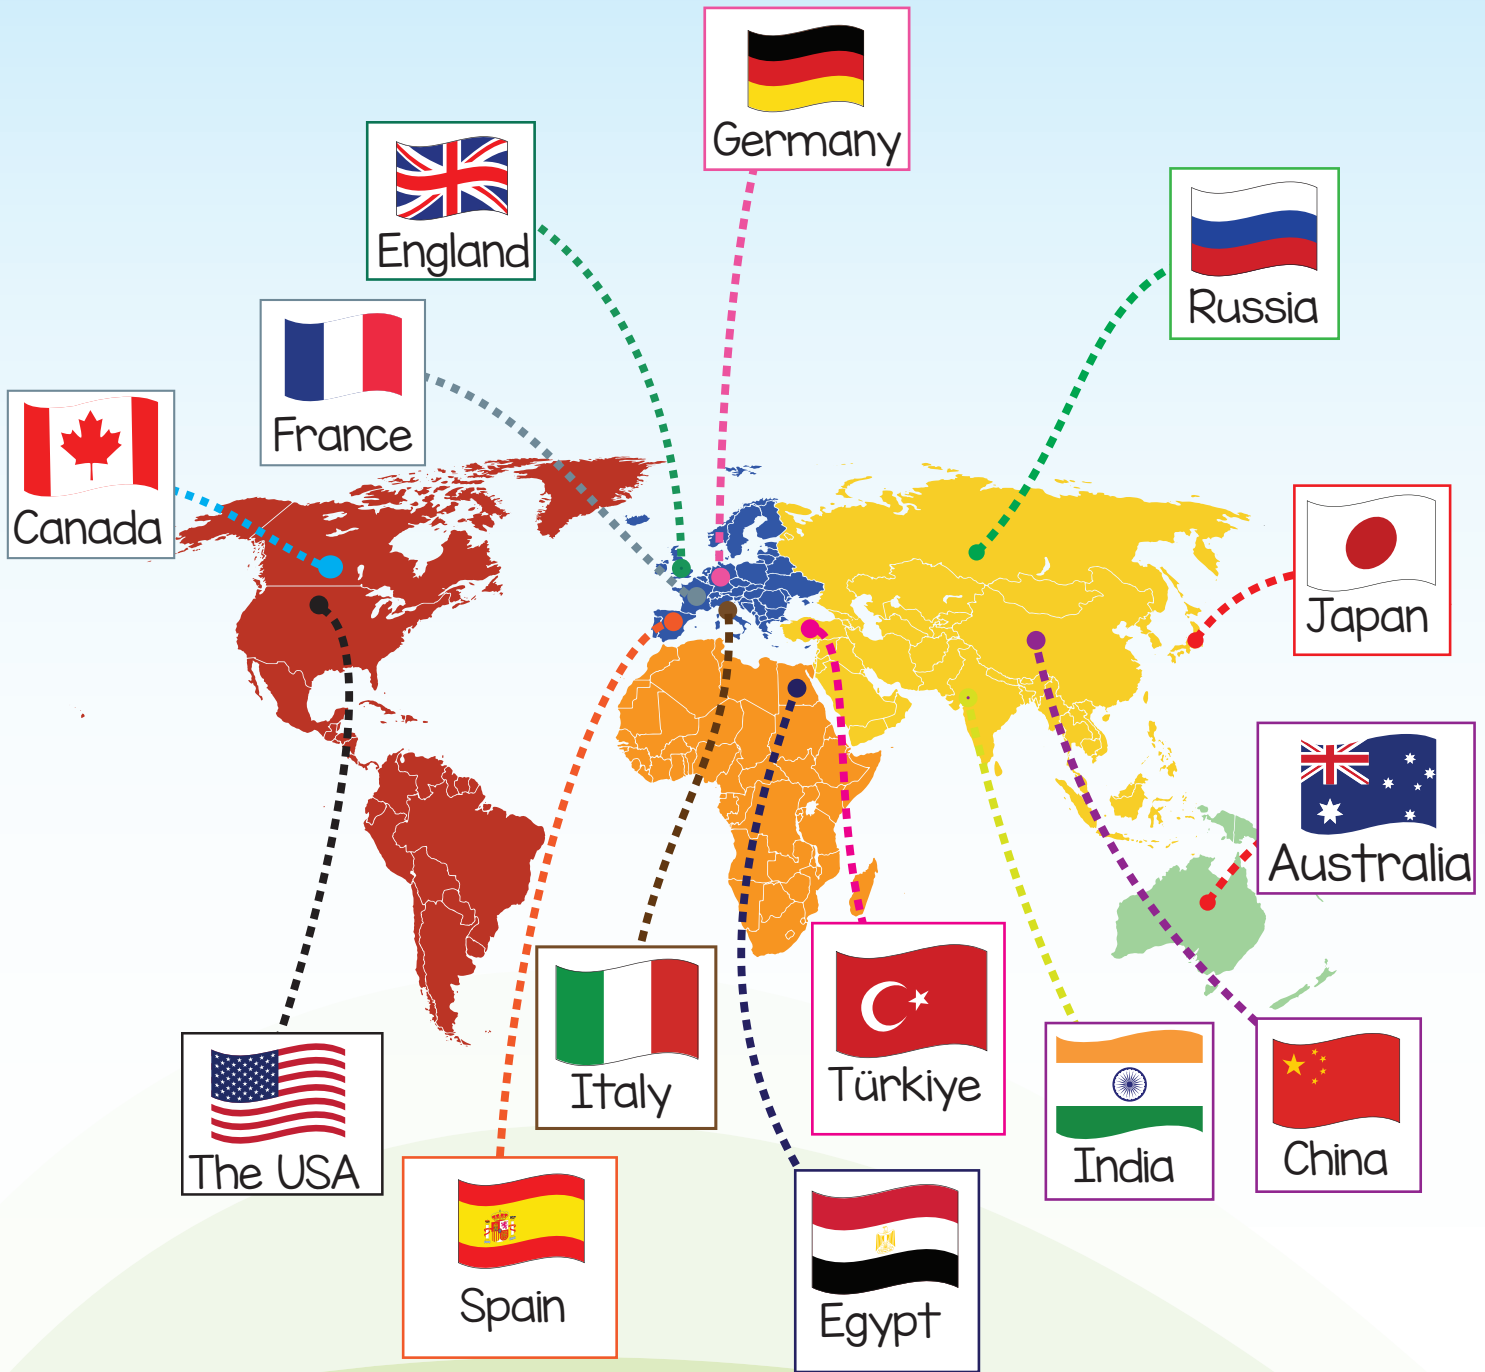 Germany
England
Russia
France
Canada
Japan
Australia
Türkiye
Italy
India
China
The USA
Spain
Egypt